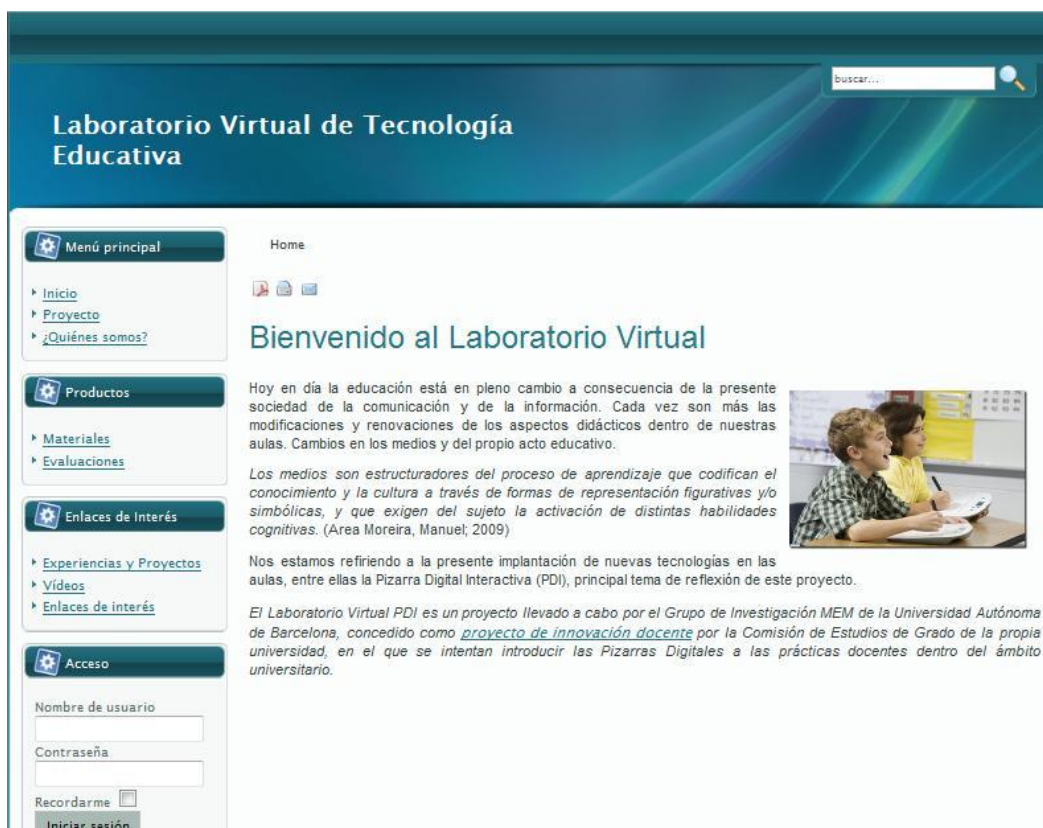 buscar...
Laboratorio Virtual de Tecnología
Educativa
Menú principal
Inicio
Proyecto
¿Quiénes somos?
Productos
Materiales
Evaluaciones
Enlaces de Interés
Experiencias y Proyectos
Vídeos
Enlaces de interés
Acceso
Nombre de usuario
Contraseña
Recordarme
Iniciar sesión
Home
Bienvenido al Laboratorio Virtual
Hoy en día la educación está en pleno cambio a consecuencia de la presente
sociedad de la comunicación y de la información. Cada vez son más las
modificaciones y renovaciones de los aspectos didácticos dentro de nuestras
aulas. Cambios en los medios y del propio acto educativo.
Los medios son estructuradores del proceso de aprendizaje que codifican el
conocimiento y la cultura a través de formas de representación figurativas y/o
simbólicas, y que exigen del sujeto la activación de distintas habilidades
cognitivas. (Area Moreira, Manuel; 2009)
Nos estamos refiriendo a la presente implantación de nuevas tecnologías en las
aulas, entre ellas la Pizarra Digital Interactiva (PDI), principal tema de reflexión de este proyecto.
El Laboratorio Virtual PDI es un proyecto llevado a cabo por el Grupo de Investigación MEM de la Universidad Autónoma
de Barcelona, concedido como proyecto de innovación docente por la Comisión de Estudios de Grado de la propia
universidad, en el que se intentan introducir las Pizarras Digitales a las prácticas docentes dentro del ámbito
universitario.